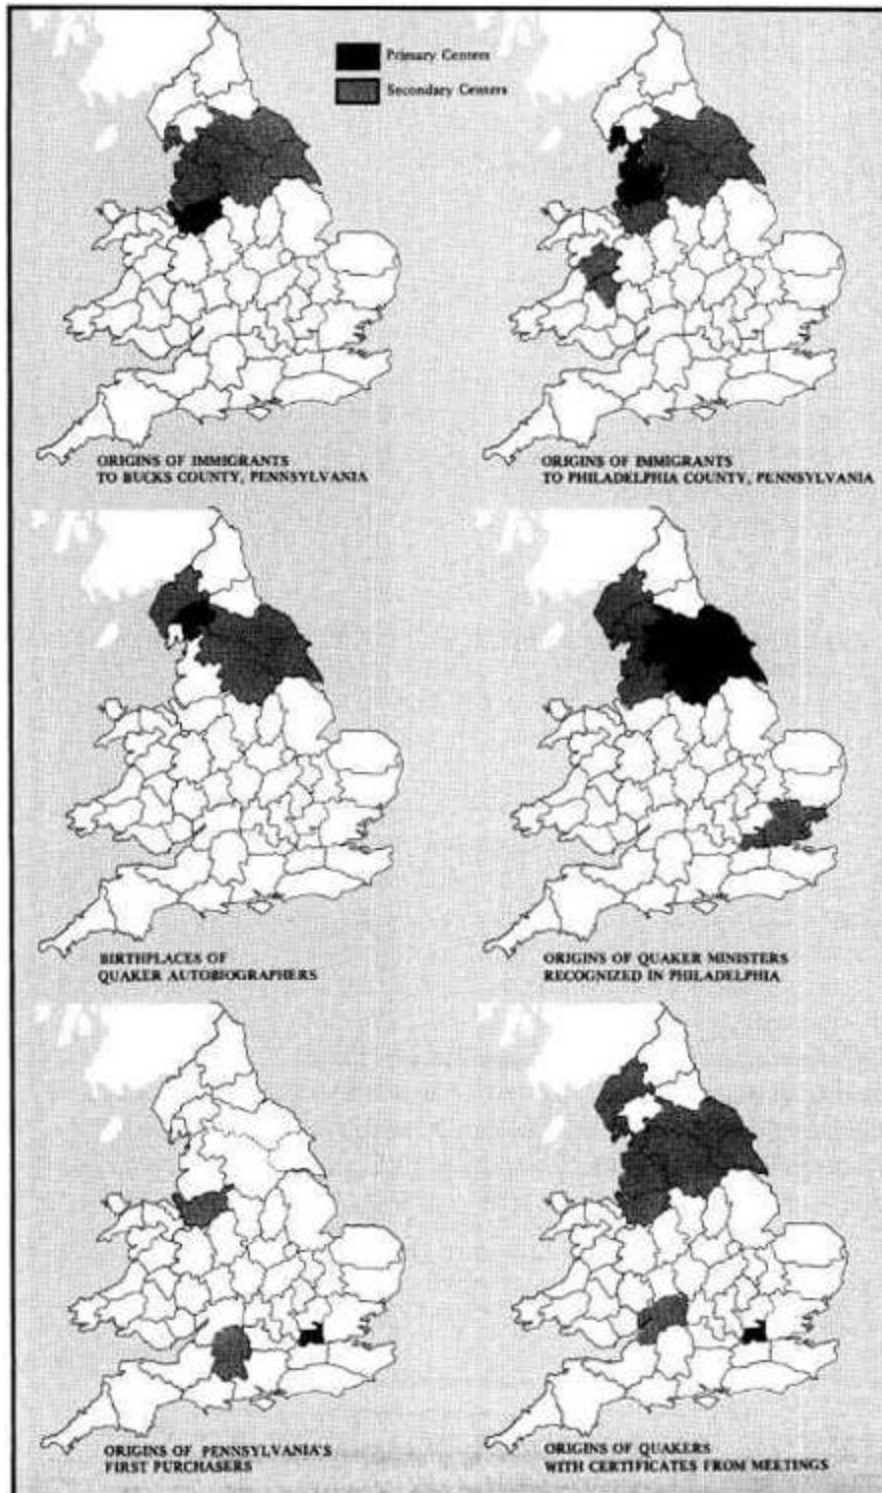 Primary Centers
Secondary Centers
ORIGINS OF IMMIGRANTS
TO BUCKS COUNTY, PENNSYLVANIA
ORIGINS OF IMMIGRANTS
TO PHILADELPHIA COUNTY, PENNSYLVANIA
BIRTHPLACES OF
QUAKER AUTOBIOGRAPHERS
ORIGINS OF QUAKER MINISTERS
RECOGNIZED IN PHILADELPHIA
ORIGINS OF PENNSYLVANIA'S
FIRST PURCHASERS
ORIGINS OF QUAKERS
WITH CERTIFICATES FROM MEETINGS